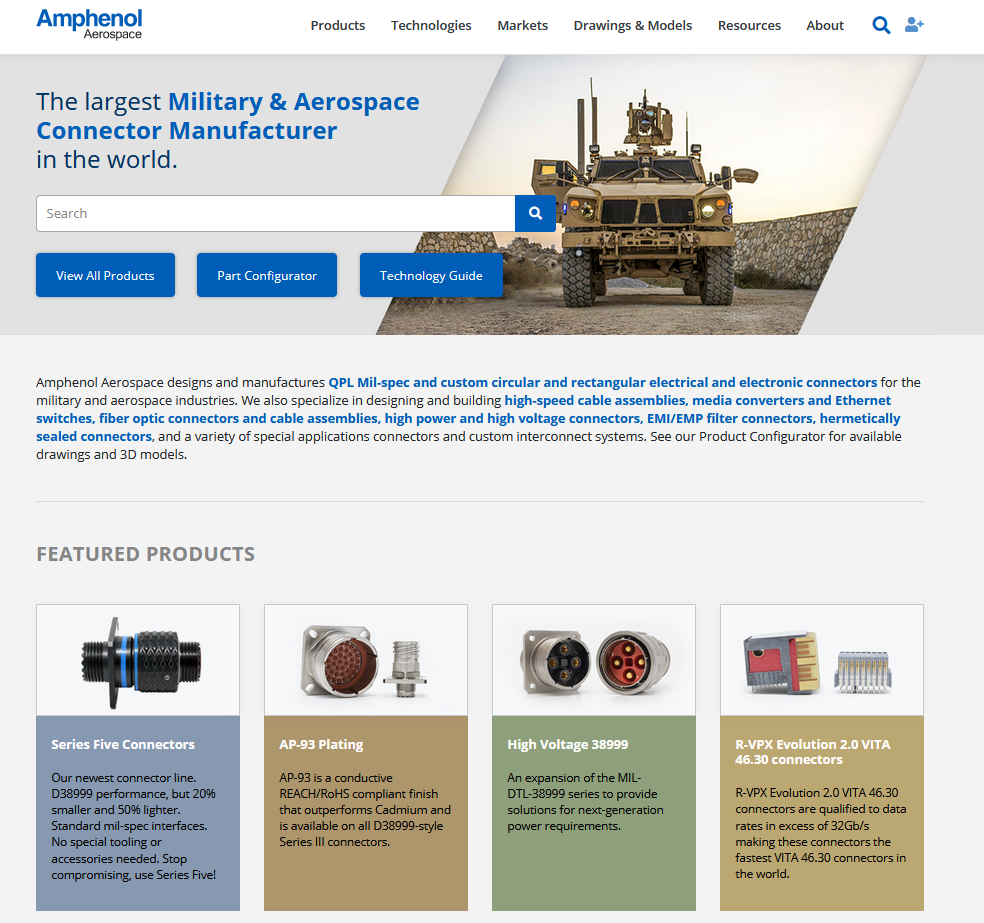 Amphenol
Aerospace
Products Technologies Markets Drawings & Models Resources About
The largest Military & Aerospace
Connector Manufacturer
in the world.
Search
View All Products Part Configurator Technology Guide
Amphenol Aerospace designs and manufactures QPL Mil-spec and custom circular and rectangular electrical and electronic connectors for the
military and aerospace industries. We also specialize in designing and building high-speed cable assemblies, media converters and Ethernet
switches, fiber optic connectors and cable assemblies, high power and high voltage connectors, EMI/EMP filter connectors, hermetically
sealed connectors, and a variety of special applications connectors and custom interconnect systems. See our Product Configurator for available
drawings and 3D models.
FEATURED PRODUCTS
Series Five Connectors
Our newest connector line.
D38999 performance, but 20%
smaller and 50% lighter.
Standard mil-spec interfaces.
No special tooling or
accessories needed. Stop
compromising, use Series Five!
AP-93 Plating
AP-93 is a conductive
REACH/RoHS compliant finish
that outperforms Cadmium and
is available on all D38999-style
Series III connectors.
High Voltage 38999
An expansion of the MIL-
DTL-38999 series to provide
solutions for next-generation
power requirements.
R-VPX Evolution 2.0 VITA
46.30 connectors
R-VPX Evolution 2.0 VITA 46.30
connectors are qualified to data
rates in excess of 32Gb/s
making these connectors the
fastest VITA 46.30 connectors in
the world.